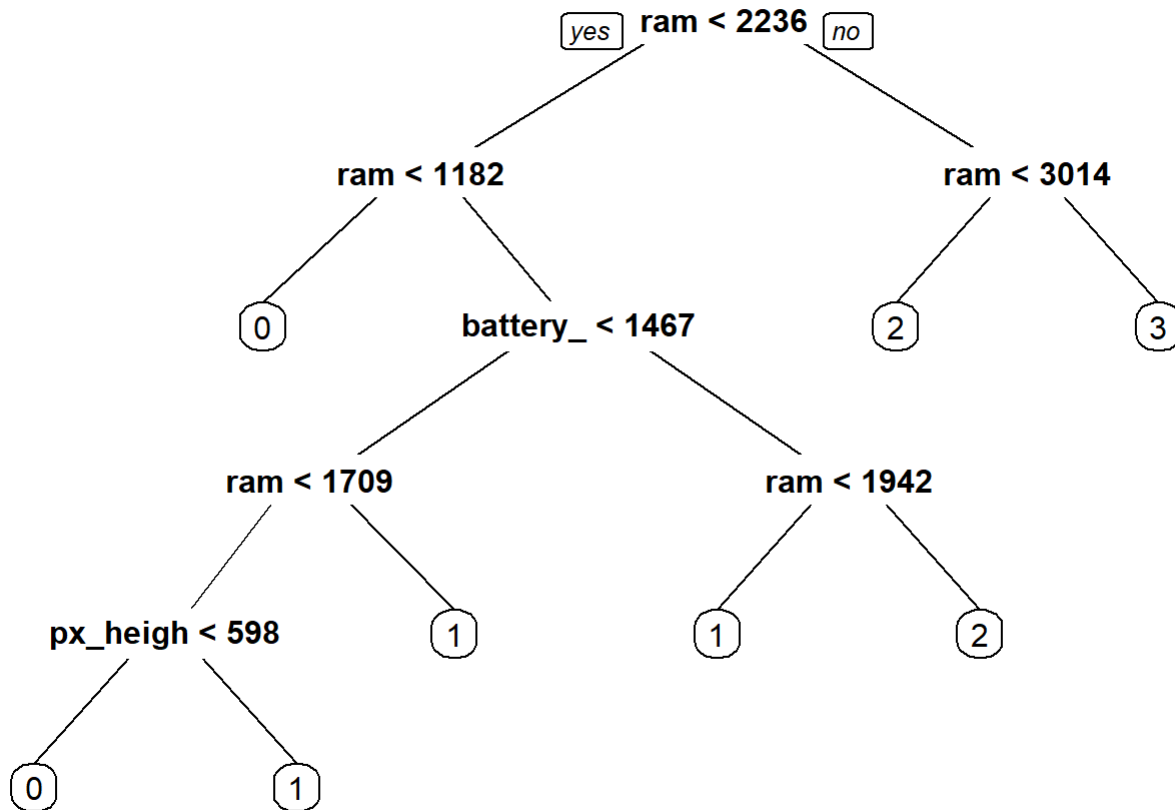 yes ram < 2236 no
ram < 1182 ram < 3014
0 battery_ < 1467 2 3
ram < 1709 ram < 1942
px_heigh < 598 1 1 2
0 1